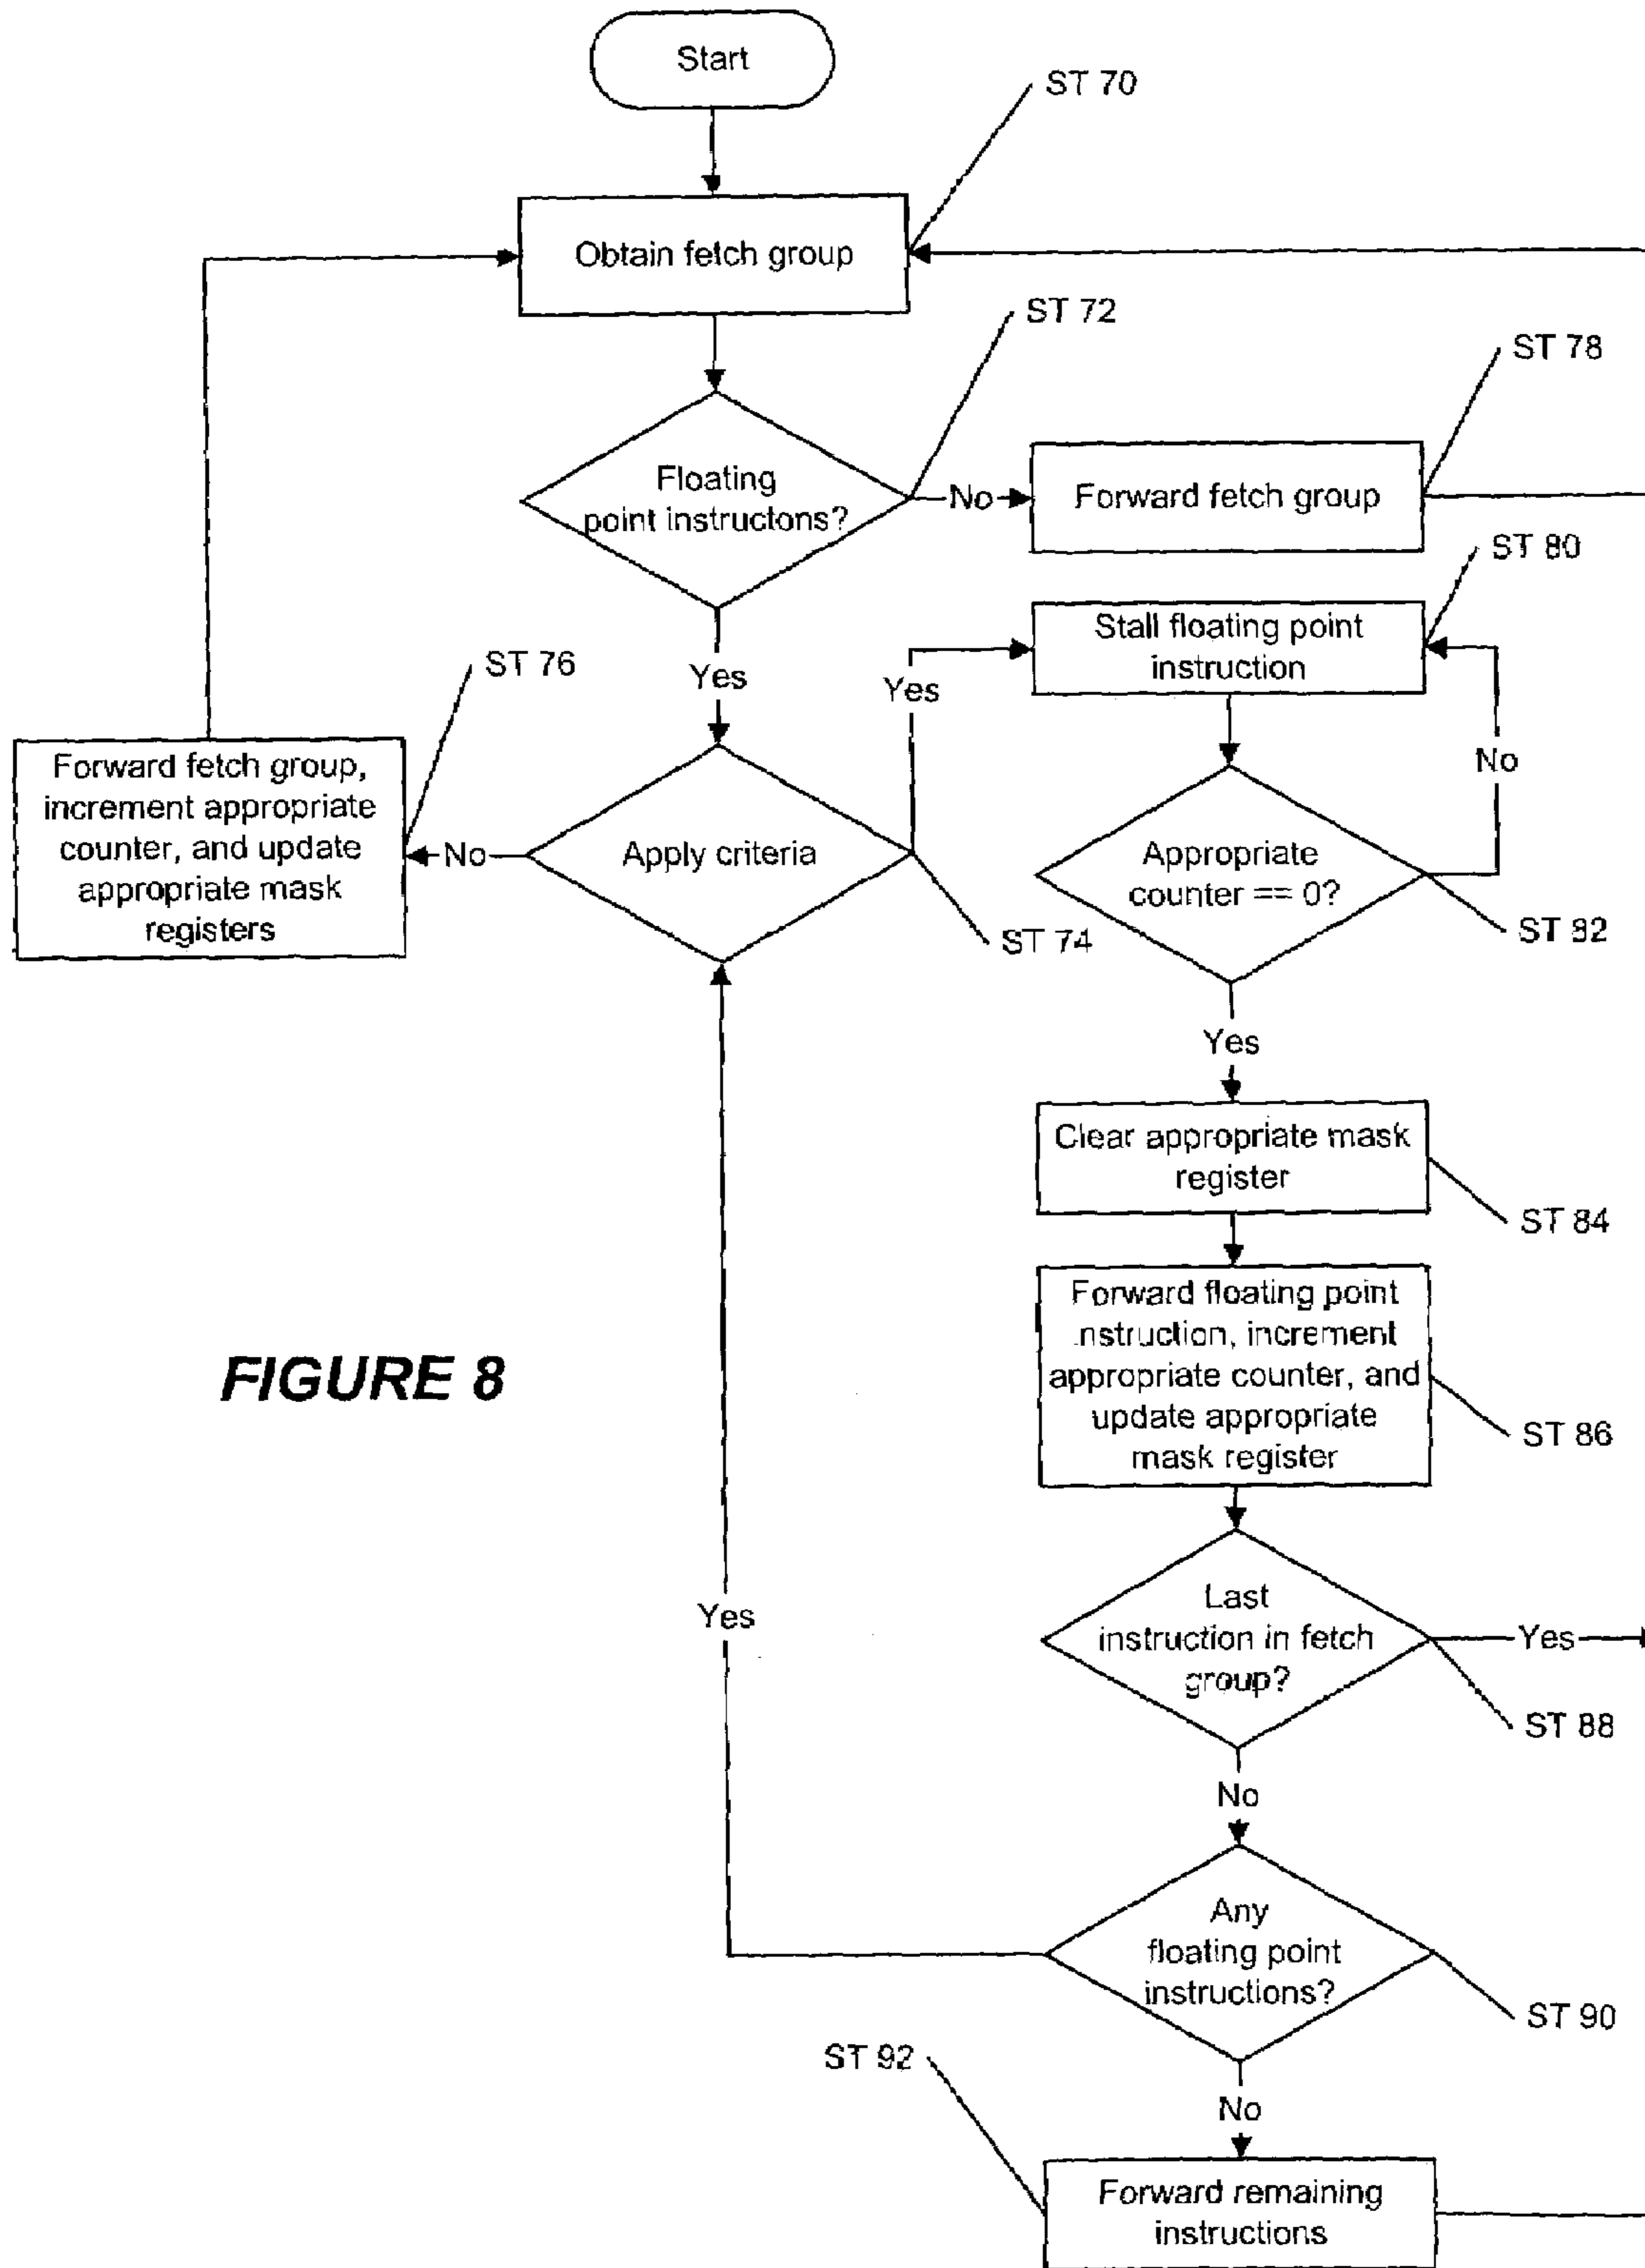 Start
ST 70
Obtain fetch group
ST 72
ST 78
Floating
point instructons?
No
Forward fetch group
ST 80
Stall floating point
instruction
Yes
ST 76
Yes
No
Forward fetch group,
increment appropriate
counter, and update
appropriate mask
registers
No
Apply criteria
Appropriate
counter == 0?
ST 74
ST 82
Yes
Clear appropriate mask
register
ST 84
Forward floating point
instruction, increment
appropriate counter, and
update appropriate
mask register
FIGURE 8
ST 86
Last
instruction in fetch
group?
Yes
Yes
ST 88
No
Any
floating point
instructions?
ST 90
ST 92
No
Forward remaining
instructions